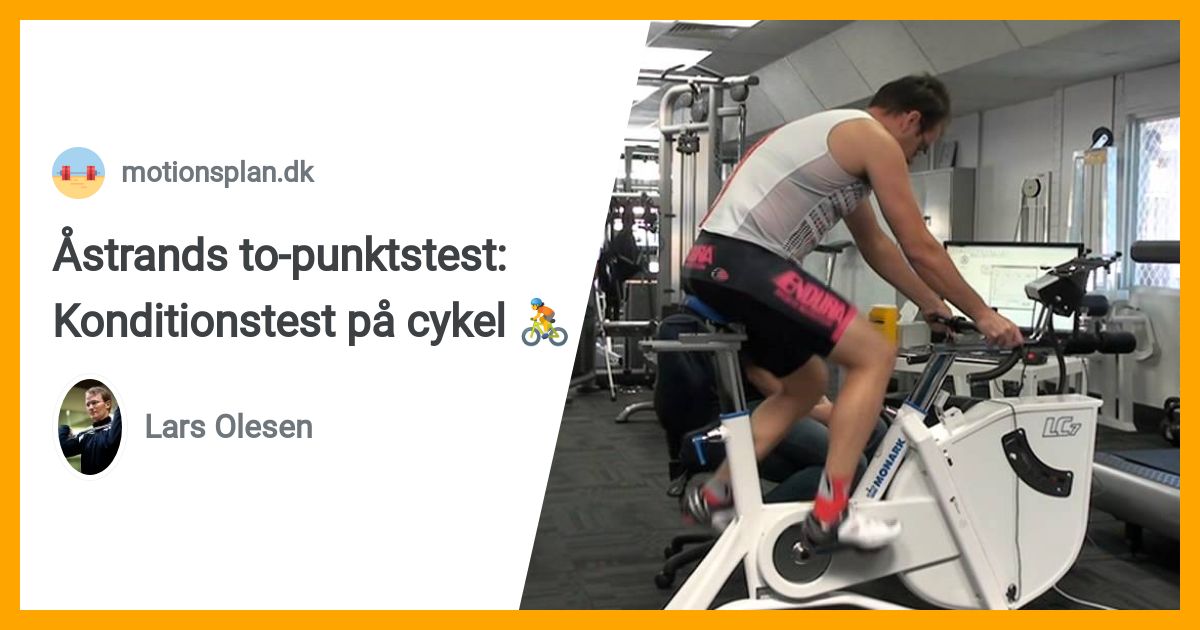 motionsplan.dk
Åstrands to-punktstest:
Konditionstest på cykel 🚴
Lars Olesen
ENDURA
MONARK
LC7